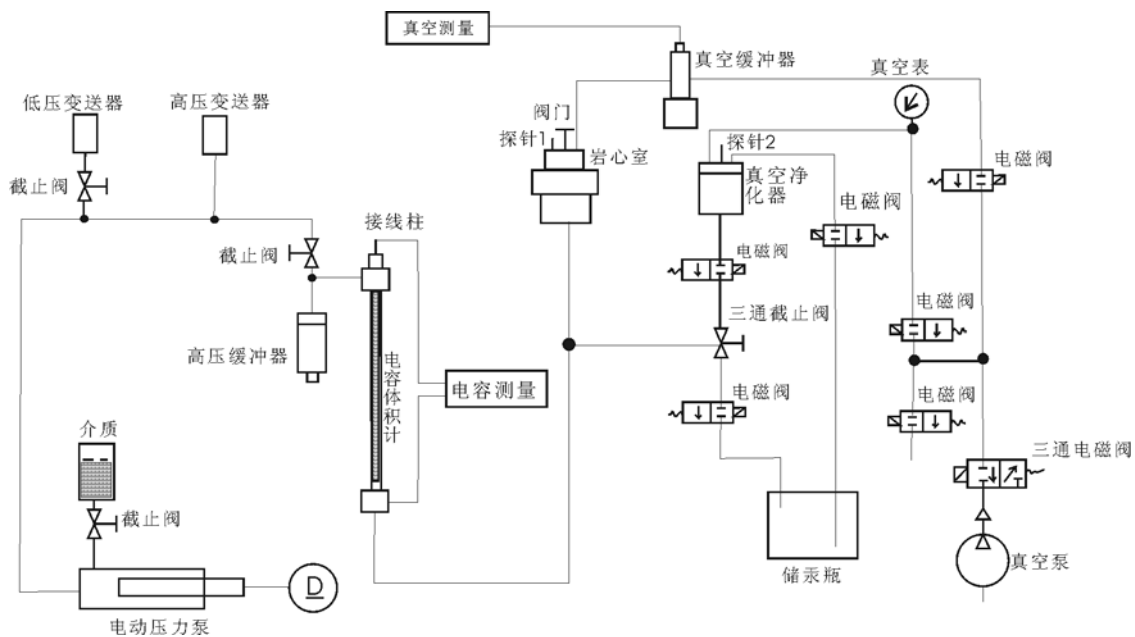 真空测量
真空缓冲器
真空表
低压变送器
高压变送器
阀门
探针1
岩心室
探针2
真空净
化器
电磁阀
截止阀
电磁阀
接线柱
截止阀
电磁阀
三通截止阀
电磁阀
高压缓冲器
电容体积计
电容测量
电磁阀
电磁阀
介质
三通电磁阀
截止阀
储汞瓶
真空泵
D
电动压力泵